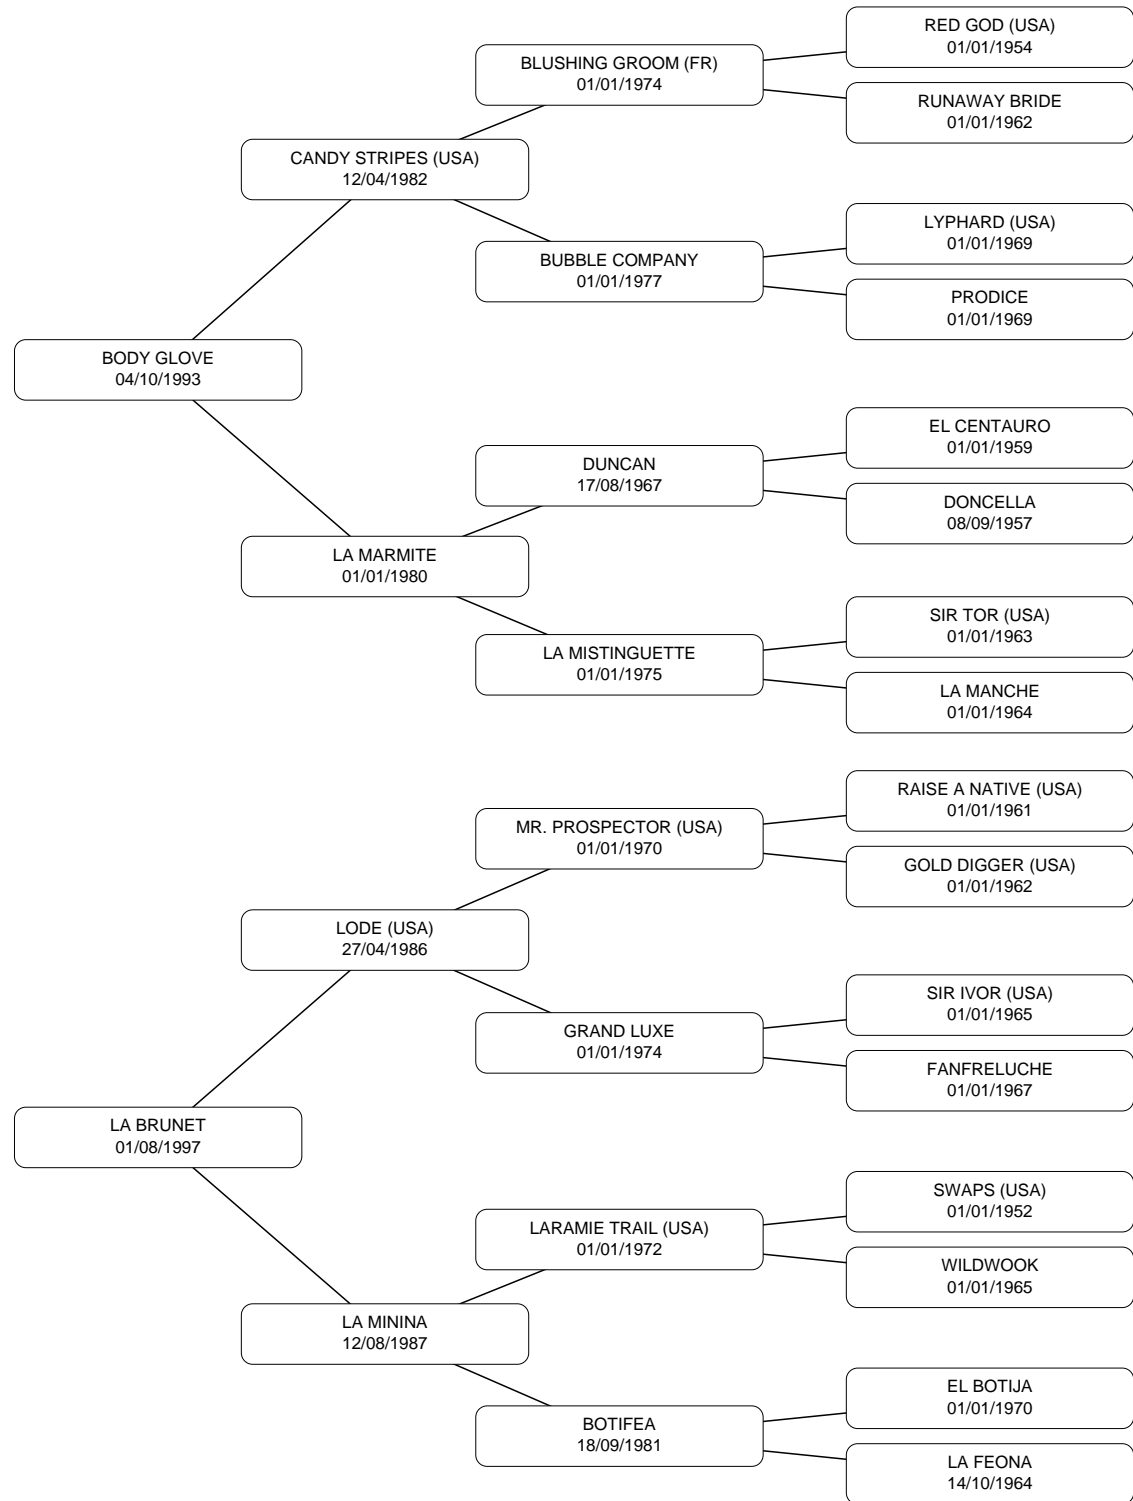 RED GOD (USA)
01/01/1954
BLUSHING GROOM (FR)
01/01/1974
RUNAWAY BRIDE
01/01/1962
CANDY STRIPES (USA)
12/04/1982
LYPHARD (USA)
01/01/1969
BUBBLE COMPANY
01/01/1977
PRODICE
01/01/1969
BODY GLOVE
04/10/1993
EL CENTAURO
01/01/1959
DUNCAN
17/08/1967
DONCELLA
08/09/1957
LA MARMITE
01/01/1980
SIR TOR (USA)
01/01/1963
LA MISTINGUETTE
01/01/1975
LA MANCHE
01/01/1964
RAISE A NATIVE (USA)
01/01/1961
MR. PROSPECTOR (USA)
01/01/1970
GOLD DIGGER (USA)
01/01/1962
LODE (USA)
27/04/1986
SIR IVOR (USA)
01/01/1965
GRAND LUXE
01/01/1974
FANFRELUCHE
01/01/1967
LA BRUNET
01/08/1997
SWAPS (USA)
01/01/1952
LARAMIE TRAIL (USA)
01/01/1972
WILDWOOK
01/01/1965
LA MININA
12/08/1987
EL BOTIJA
01/01/1970
BOTIFEA
18/09/1981
LA FEONA
14/10/1964